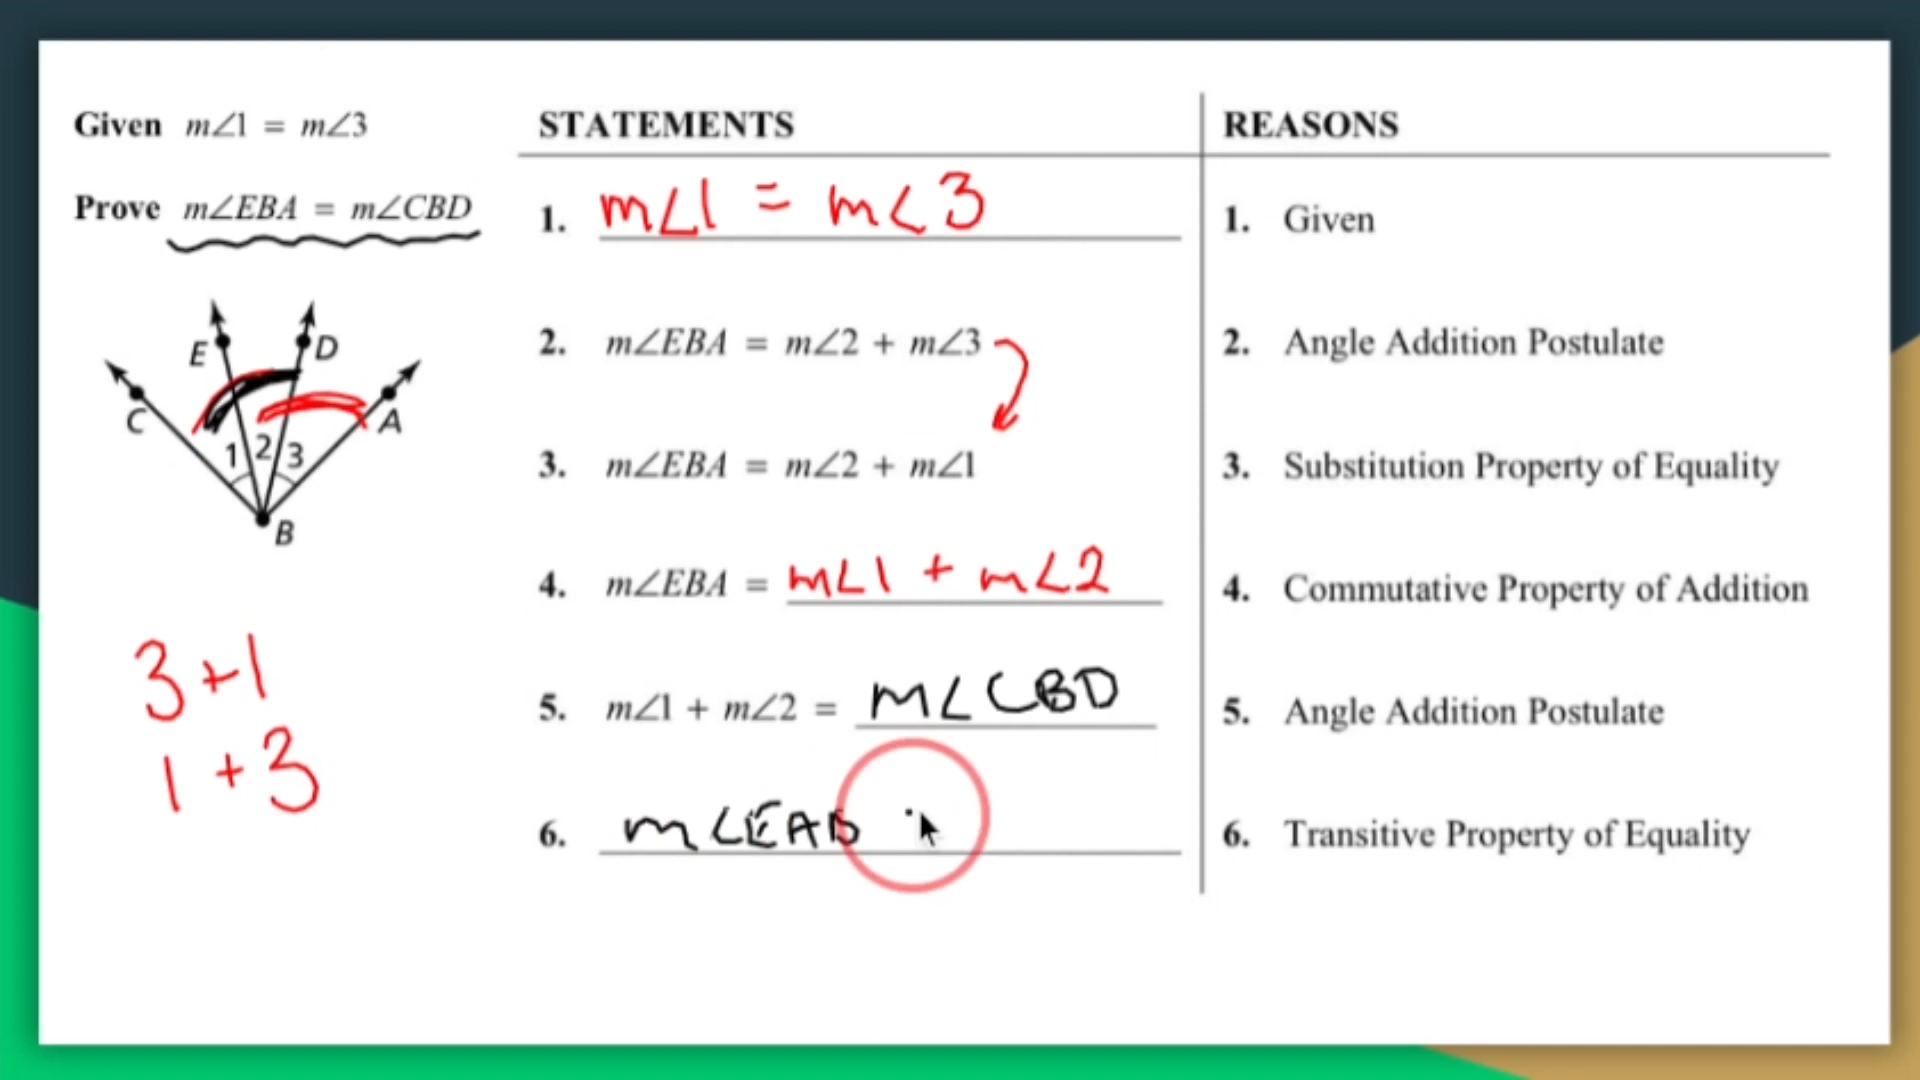 Given m∠1 = m∠3
Prove m∠EBA = m∠CBD
E
D
C
A
1
2
3
B
3+1
1+3
STATEMENTS
REASONS
1. m∠1 = m∠3
1. Given
2. m∠EBA = m∠2 + m∠3
2. Angle Addition Postulate
3. m∠EBA = m∠2 + m∠1
3. Substitution Property of Equality
4. m∠EBA = m∠1 + m∠2
4. Commutative Property of Addition
5. m∠1 + m∠2 = m∠CBD
5. Angle Addition Postulate
6. m∠EAB
6. Transitive Property of Equality